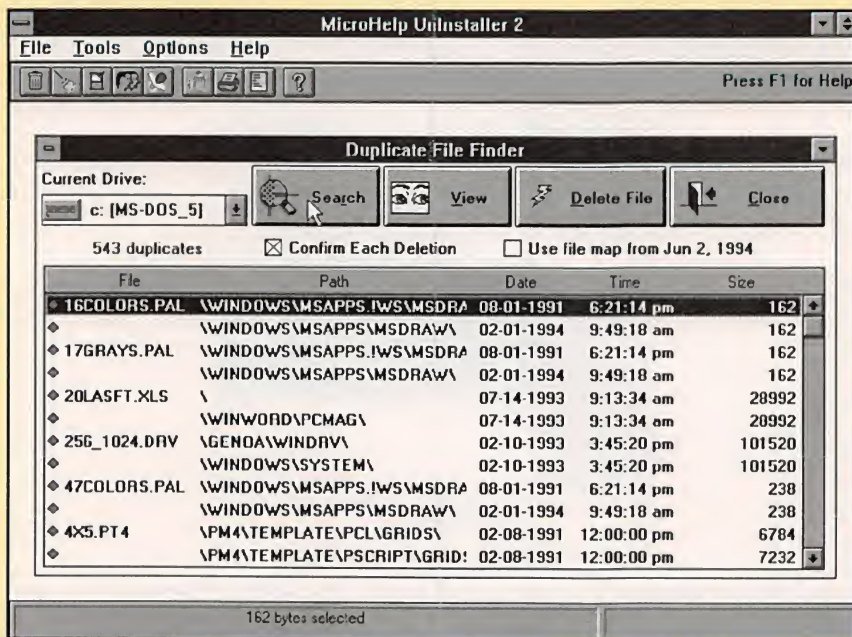 MicroHelp UnInstaller 2
File Tools Options Help
Press F1 for Help
Duplicate File Finder
Current Drive:
c: [MS-DOS_5]
Search
View
Delete File
Close
543 duplicates
Confirm Each Deletion
Use file map from Jun 2, 1994
File Path Date Time Size
16COLORS.PAL \WINDOWS\MSAPPS.!WS\MSDRA 08-01-1991 6:21:14 pm 162
\WINDOWS\MSAPPS\MSDRAW\ 02-01-1994 9:49:18 am 162
17GRAYS.PAL \WINDOWS\MSAPPS.!WS\MSDRA 08-01-1991 6:21:14 pm 162
\WINDOWS\MSAPPS\MSDRAW\ 02-01-1994 9:49:18 am 162
20LASFT.XLS \ 07-14-1993 9:13:34 am 28992
\WINWORD\PCMAG\ 07-14-1993 9:13:34 am 28992
256_1024.DRV \GENOA\WINDRV\ 02-10-1993 3:45:20 pm 101520
\WINDOWS\SYSTEM\ 02-10-1993 3:45:20 pm 101520
47COLORS.PAL \WINDOWS\MSAPPS.!WS\MSDRA 08-01-1991 6:21:14 pm 238
\WINDOWS\MSAPPS\MSDRAW\ 02-01-1994 9:49:18 am 238
4X5.PT4 \PM4\TEMPLATE\PCL\GRIDS\ 02-08-1991 12:00:00 pm 6784
\PM4\TEMPLATE\PSCRIPT\GRIDS 02-08-1991 12:00:00 pm 7232
162 bytes selected